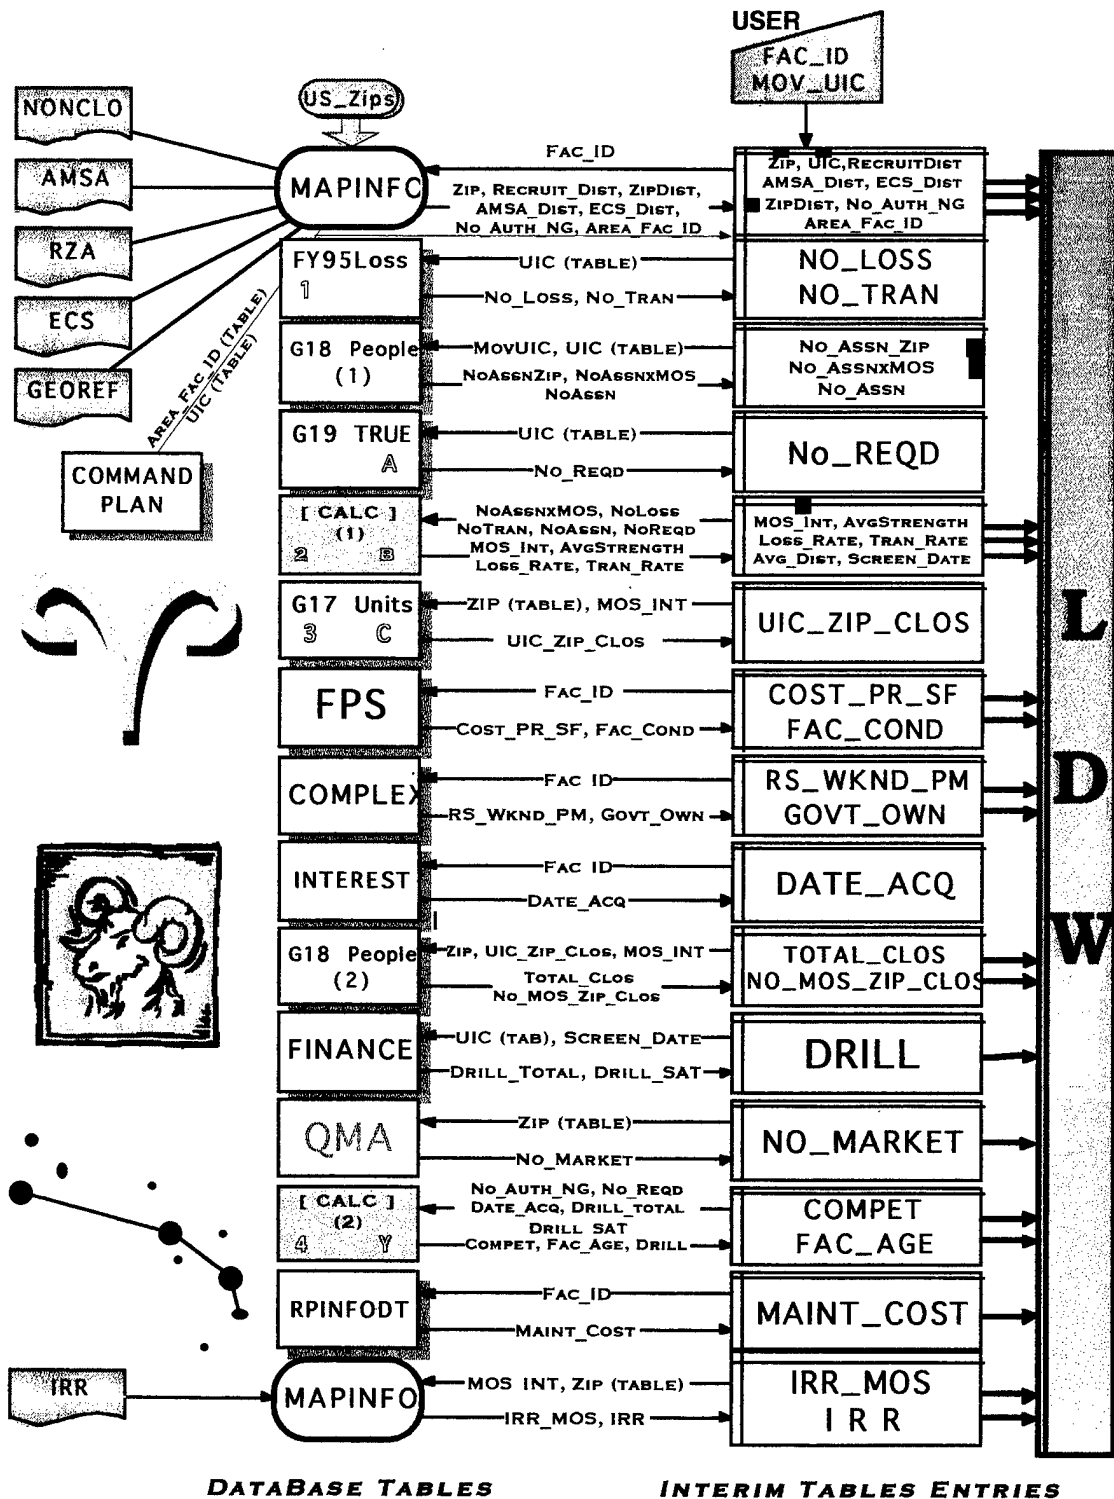 USER
FAC_ID
MOV_UIC
US_Zips
NONCLO
AMSA
RZA
ECS
GEOREF
COMMAND
PLAN
AREA_FAC_ID (TABLE)
UIC (TABLE)
MAPINFO
FAC_ID
ZIP, RECRUIT_DIST, ZIPDIST,
AMSA_DIST, ECS_DIST,
NO_AUTH_NG, AREA_FAC_ID
ZIP, UIC,RECRUITDIST
AMSA_DIST, ECS_DIST
ZIPDIST, NO_AUTH_NG
AREA_FAC_ID
FY95Loss
1
UIC (TABLE)
NO_LOSS, NO_TRAN
NO_LOSS
NO_TRAN
G18 People
(1)
MOVUIC, UIC (TABLE)
NOASSNZIP, NOASSNXMOS
NOASSN
NO_ASSN_ZIP
NO_ASSNXMOS
NO_ASSN
G19 TRUE
A
UIC (TABLE)
NO_REQD
No_REQD
[ CALC ]
(1)
2 B
NOASSNXMOS, NOLOSS
NOTRAN, NOASSN, NOREQD
MOS_INT, AVGSTRENGTH
LOSS_RATE, TRAN_RATE
MOS_INT, AVGSTRENGTH
LOSS_RATE, TRAN_RATE
AVG_DIST, SCREEN_DATE
G17 Units
3 C
ZIP (TABLE), MOS_INT
UIC_ZIP_CLOS
UIC_ZIP_CLOS
FPS
FAC_ID
COST_PR_SF, FAC_COND
COST_PR_SF
FAC_COND
COMPLEX
FAC ID
RS_WKND_PM, GOVT_OWN
RS_WKND_PM
GOVT_OWN
INTEREST
FAC ID
DATE_ACQ
DATE_ACQ
G18 People
(2)
ZIP, UIC_ZIP_CLOS, MOS_INT
TOTAL_CLOS
NO_MOS_ZIP_CLOS
TOTAL_CLOS
NO_MOS_ZIP_CLOS
FINANCE
UIC (TAB), SCREEN_DATE
DRILL_TOTAL, DRILL_SAT
DRILL
QMA
ZIP (TABLE)
NO_MARKET
NO_MARKET
[ CALC ]
(2)
4 Y
NO_AUTH_NG, NO_REQD
DATE_ACQ, DRILL_TOTAL
DRILL SAT
COMPET, FAC_AGE, DRILL
COMPET
FAC_AGE
RPINFODT
FAC_ID
MAINT_COST
MAINT_COST
IRR
MAPINFO
MOS INT, ZIP (TABLE)
IRR_MOS, IRR
IRR_MOS
I R R
L
D
W
DATABASE TABLES
INTERIM TABLES ENTRIES